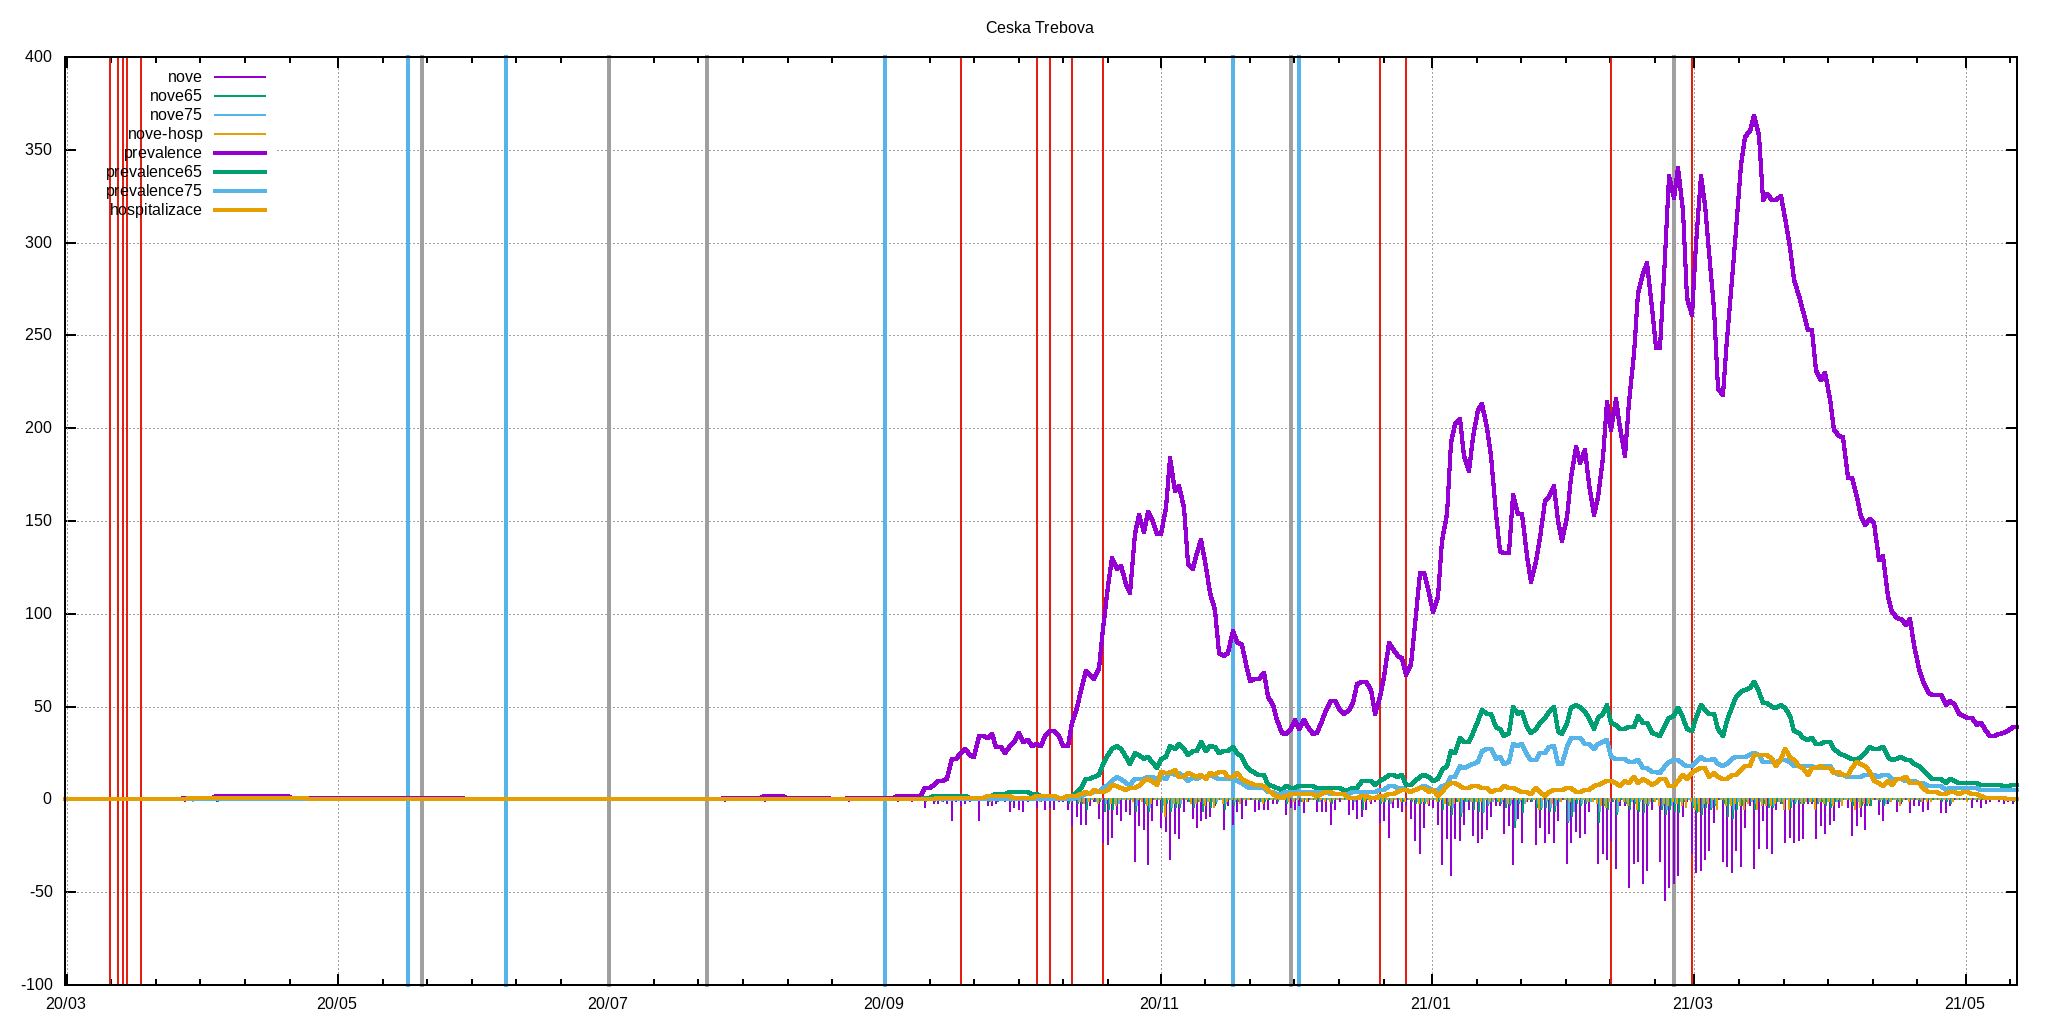 Ceska Trebova
400
350
300
250
200
150
100
50
0
-50
-100
nove
nove65
nove75
nove-hosp
prevalence
prevalence65
prevalence75
hospitalizace
20/03 20/05 20/07 20/09 20/11 21/01 21/03 21/05